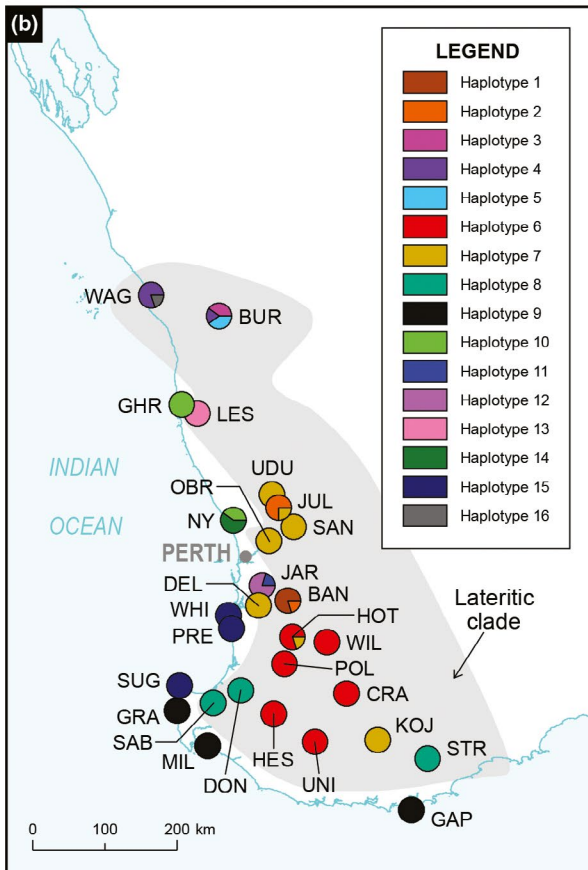 (b)
LEGEND
Haplotype 1
Haplotype 2
Haplotype 3
Haplotype 4
Haplotype 5
Haplotype 6
Haplotype 7
Haplotype 8
Haplotype 9
Haplotype 10
Haplotype 11
Haplotype 12
Haplotype 13
Haplotype 14
Haplotype 15
Haplotype 16
WAG
BUR
GHR
LES
INDIAN
OCEAN
UDU
OBR
JUL
NY
SAN
PERTH
JAR
DEL
BAN
WHI
HOT
PRE
WIL
POL
Lateritic
clade
SUG
CRA
GRA
KOJ
SAB
HES
STR
MIL
DON
UNI
GAP
0 100 200 km